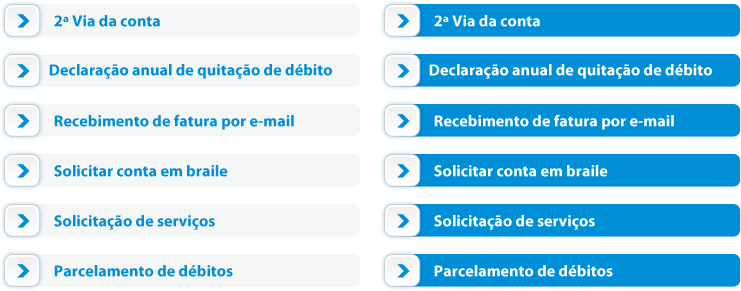 2ª Via da conta
2ª Via da conta
Declaração anual de quitação de débito
Declaração anual de quitação de débito
Recebimento de fatura por e-mail
Recebimento de fatura por e-mail
Solicitar conta em braile
Solicitar conta em braile
Solicitação de serviços
Solicitação de serviços
Parcelamento de débitos
Parcelamento de débitos